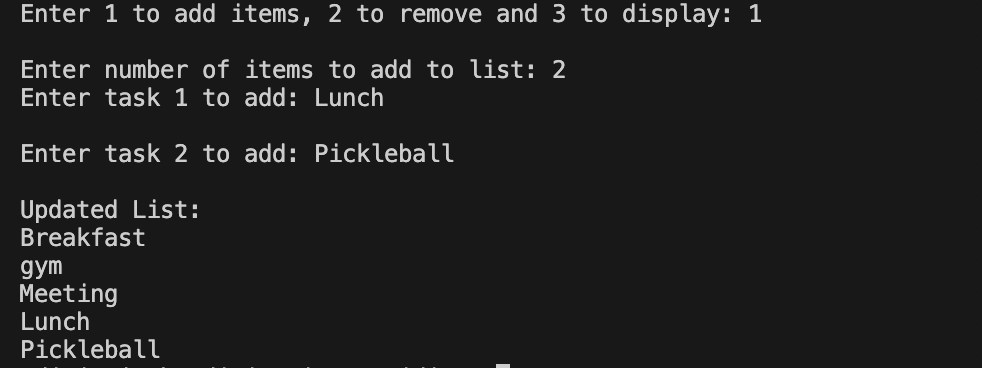 Enter 1 to add items, 2 to remove and 3 to display: 1
Enter number of items to add to list: 2
Enter task 1 to add: Lunch
Enter task 2 to add: Pickleball
Updated List:
Breakfast
gym
Meeting
Lunch
Pickleball